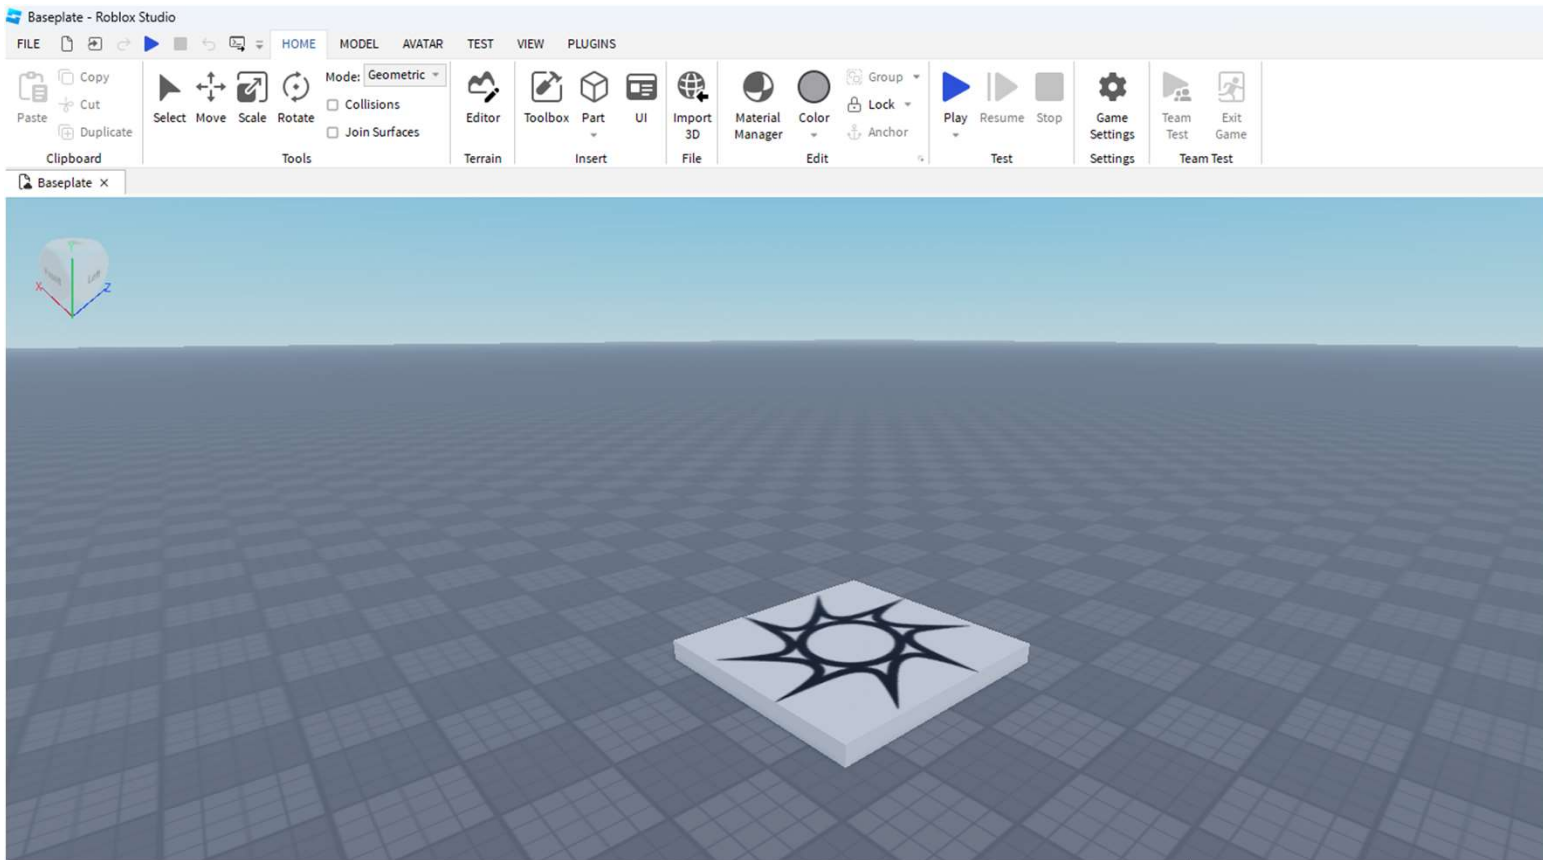 Baseplate - Roblox Studio
FILE HOME MODEL AVATAR TEST VIEW PLUGINS
Paste
Copy
Cut
Duplicate
Clipboard
Select Move Scale Rotate
Mode: Geometric
Collisions
Join Surfaces
Tools
Editor
Terrain
Toolbox Part UI
Insert
Import
3D
File
Material
Manager
Color
Group
Lock
Anchor
Edit
Play Resume Stop
Test
Game
Settings
Settings
Team
Test
Exit
Game
Team Test
Baseplate
Y
X
Z
Left